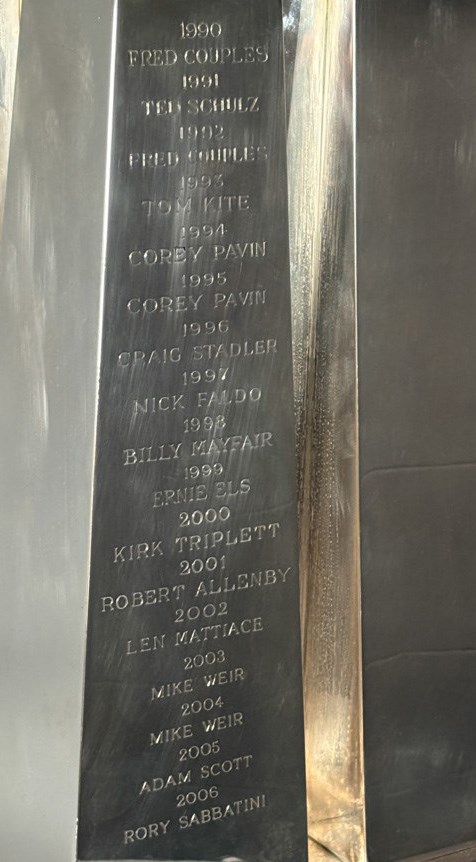 1990
FRED COUPLES
1991
TED SCHULZ
1992
FRED COUPLES
1993
TOM KITE
1994
COREY PAVIN
1995
COREY PAVIN
1996
CRAIG STADLER
1997
NICK FALDO
1998
BILLY MAYFAIR
1999
ERNIE ELS
2000
KIRK TRIPLETT
2001
ROBERT ALLENBY
2002
LEN MATTIACE
2003
MIKE WEIR
2004
MIKE WEIR
2005
ADAM SCOTT
2006
RORY SABBATINI